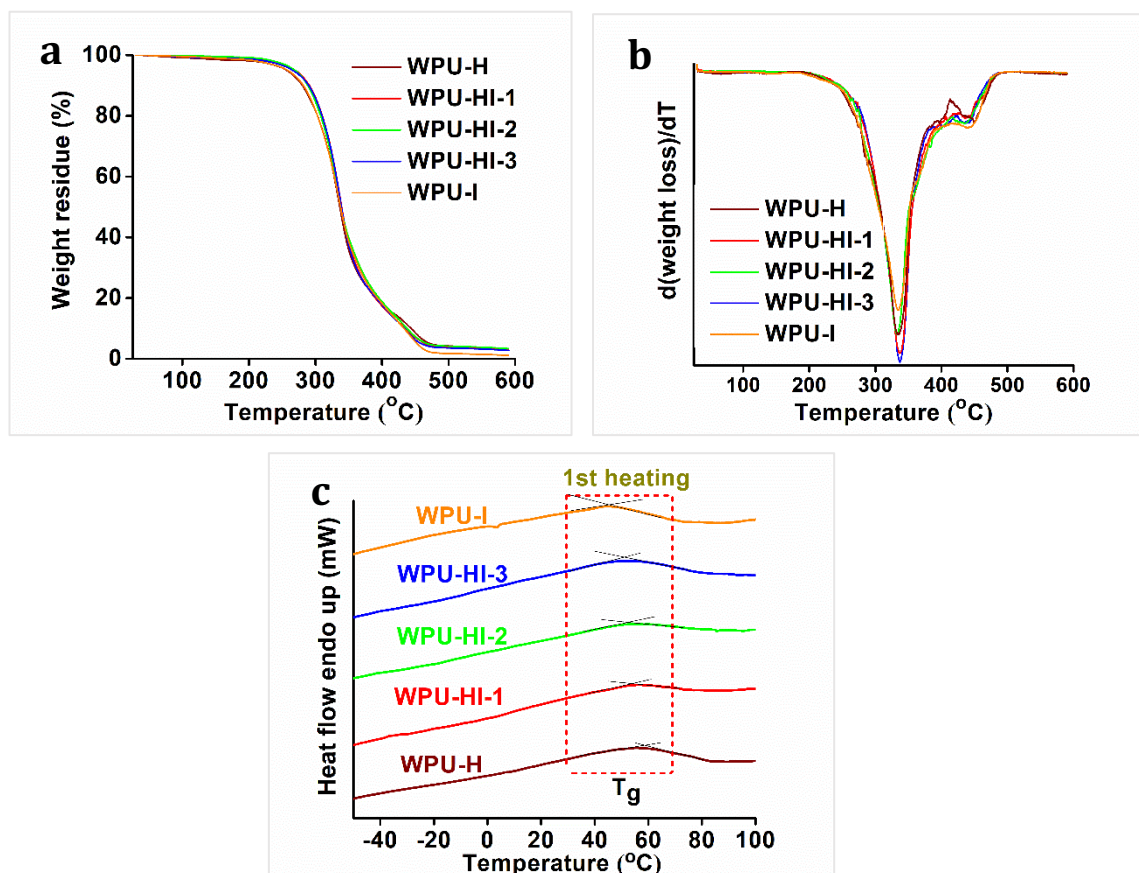 a
100
80
60
40
20
0
Weight residue (%)
WPU-H
WPU-HI-1
WPU-HI-2
WPU-HI-3
WPU-I
100 200 300 400 500 600
Temperature (°C)
b
d(weight loss)/dT
WPU-H
WPU-HI-1
WPU-HI-2
WPU-HI-3
WPU-I
100 200 300 400 500 600
Temperature (°C)
c
1st heating
Heat flow endo up (mW)
WPU-I
WPU-HI-3
WPU-HI-2
WPU-HI-1
WPU-H
Tg
-40 -20 0 20 40 60 80 100
Temperature (°C)